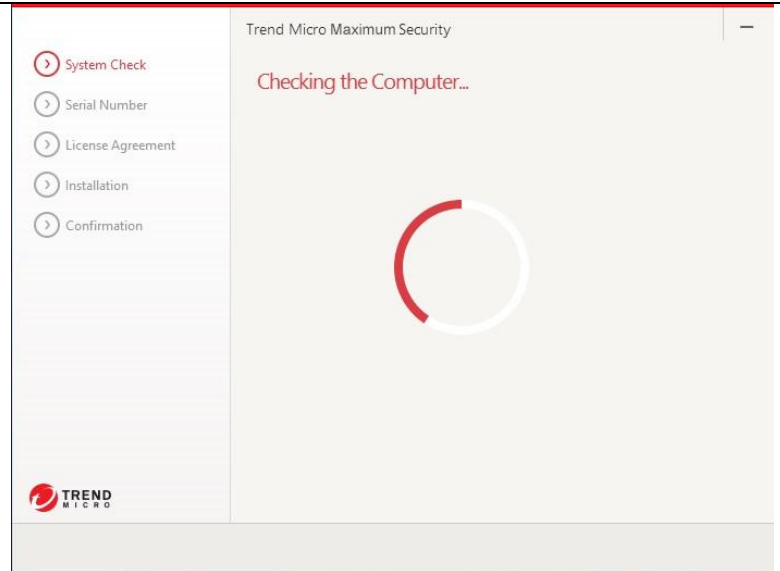 Trend Micro Maximum Security
System Check
Serial Number
License Agreement
Installation
Confirmation
Checking the Computer...
TREND
MICRO